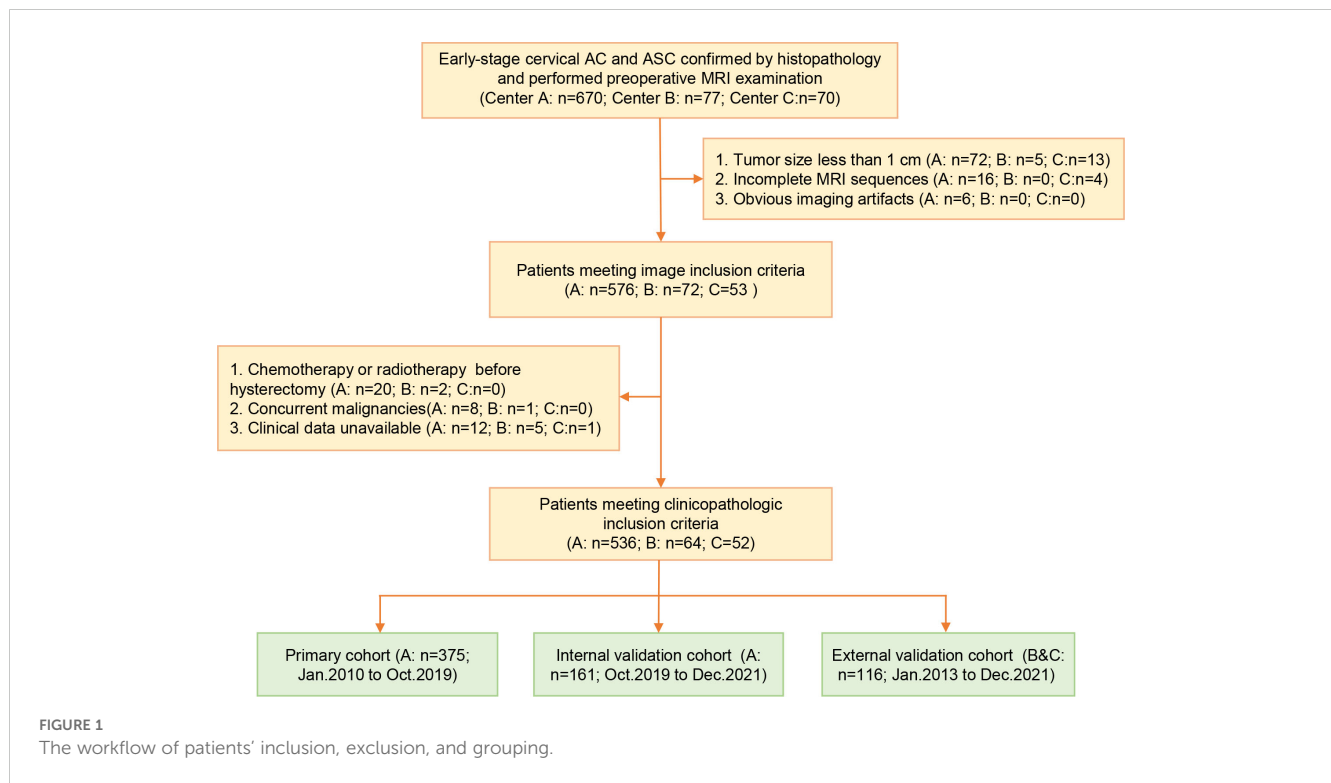 Early-stage cervical AC and ASC confirmed by histopathology
and performed preoperative MRI examination
(Center A: n=670; Center B: n=77; Center C:n=70)
1. Tumor size less than 1 cm (A: n=72; B: n=5; C:n=13)
2. Incomplete MRI sequences (A: n=16; B: n=0; C:n=4)
3. Obvious imaging artifacts (A: n=6; B: n=0; C:n=0)
Patients meeting image inclusion criteria
(A: n=576; B: n=72; C=53 )
1. Chemotherapy or radiotherapy before
hysterectomy (A: n=20; B: n=2; C:n=0)
2. Concurrent malignancies(A: n=8; B: n=1; C:n=0)
3. Clinical data unavailable (A: n=12; B: n=5; C:n=1)
Patients meeting clinicopathologic
inclusion criteria
(A: n=536; B: n=64; C=52)
Primary cohort (A: n=375;
Jan.2010 to Oct.2019)
Internal validation cohort (A:
n=161; Oct.2019 to Dec.2021)
External validation cohort (B&C:
n=116; Jan.2013 to Dec.2021)
FIGURE 1
The workflow of patients’ inclusion, exclusion, and grouping.